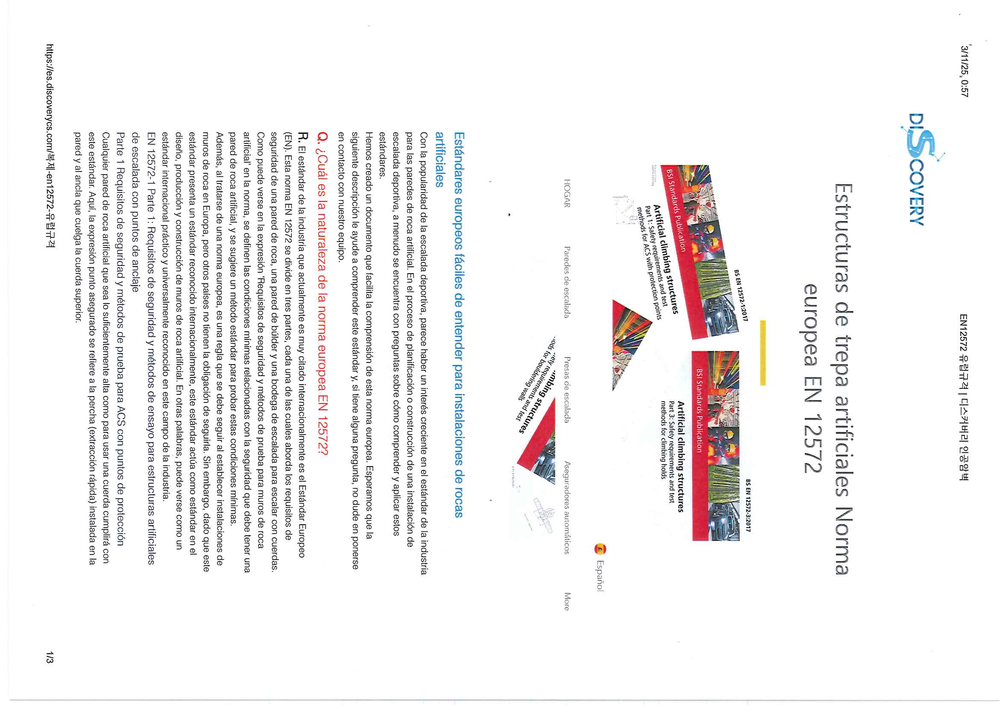 3/11/25, 0:57
EN12572 유럽규격 | 디스커버리 인공암벽
DISCOVERY
Estructuras de trepa artificiales Norma
europea EN 12572
BS EN 12572-1:2017
BSI Standards Publication
Artificial climbing structures
Part 1: Safety requirements and test
methods for ACS with protection points
BS EN 12572-3:2017
BSI Standards Publication
Artificial climbing structures
Part 3: Safety requirements and test
methods for climbing holds
Español
HOGAR
Paredes de escalada
Presas de escalada
Aseguradores automáticos
More
mbing structures
ety requirements and test
ods for bouldering walls
Estándares europeos fáciles de entender para instalaciones de rocas
artificiales
Con la popularidad de la escalada deportiva, parece haber un interés creciente en el estándar de la industria
para las paredes de roca artificial. En el proceso de planificación o construcción de una instalación de
escalada deportiva, a menudo se encuentra con preguntas sobre cómo comprender y aplicar estos
estándares.
Hemos creado un documento que facilita la comprensión de esta norma europea. Esperamos que la
siguiente descripción le ayude a comprender este estándar y, si tiene alguna pregunta, no dude en ponerse
en contacto con nuestro equipo.
Q. ¿Cuál es la naturaleza de la norma europea EN 12572?
R. El estándar de la industria que actualmente es muy citado internacionalmente es el Estándar Europeo
(EN). Esta norma EN 12572 se divide en tres partes, cada una de las cuales aborda los requisitos de
seguridad de una pared de roca, una pared de búlder y una bodega de escalada para escalar con cuerdas.
Como puede verse en la expresión 'Requisitos de seguridad y métodos de prueba para muros de roca
artificial' en la norma, se definen las condiciones mínimas relacionadas con la seguridad que debe tener una
pared de roca artificial, y se sugiere un método estándar para probar estas condiciones mínimas.
Además, al tratarse de una norma europea, es una regla que se debe seguir al establecer instalaciones de
muros de roca en Europa, pero otros países no tienen la obligación de seguirla. Sin embargo, dado que este
estándar presenta un estándar reconocido internacionalmente, este estándar actúa como estándar en el
diseño, producción y construcción de muros de roca artificial. En otras palabras, puede verse como un
estándar internacional práctico y universalmente reconocido en este campo de la industria.
EN 12572-1 Parte 1: Requisitos de seguridad y métodos de ensayo para estructuras artificiales
de escalada con puntos de anclaje
Parte 1 Requisitos de seguridad y métodos de prueba para ACS con puntos de protección
Cualquier pared de roca artificial que sea lo suficientemente alta como para usar una cuerda cumplirá con
este estándar. Aquí, la expresión punto asegurado se refiere a la percha (extracción rápida) instalada en la
pared y al ancla que cuelga la cuerda superior.
https://es.discoverycs.com/복제-en12572-유럽규격
1/3